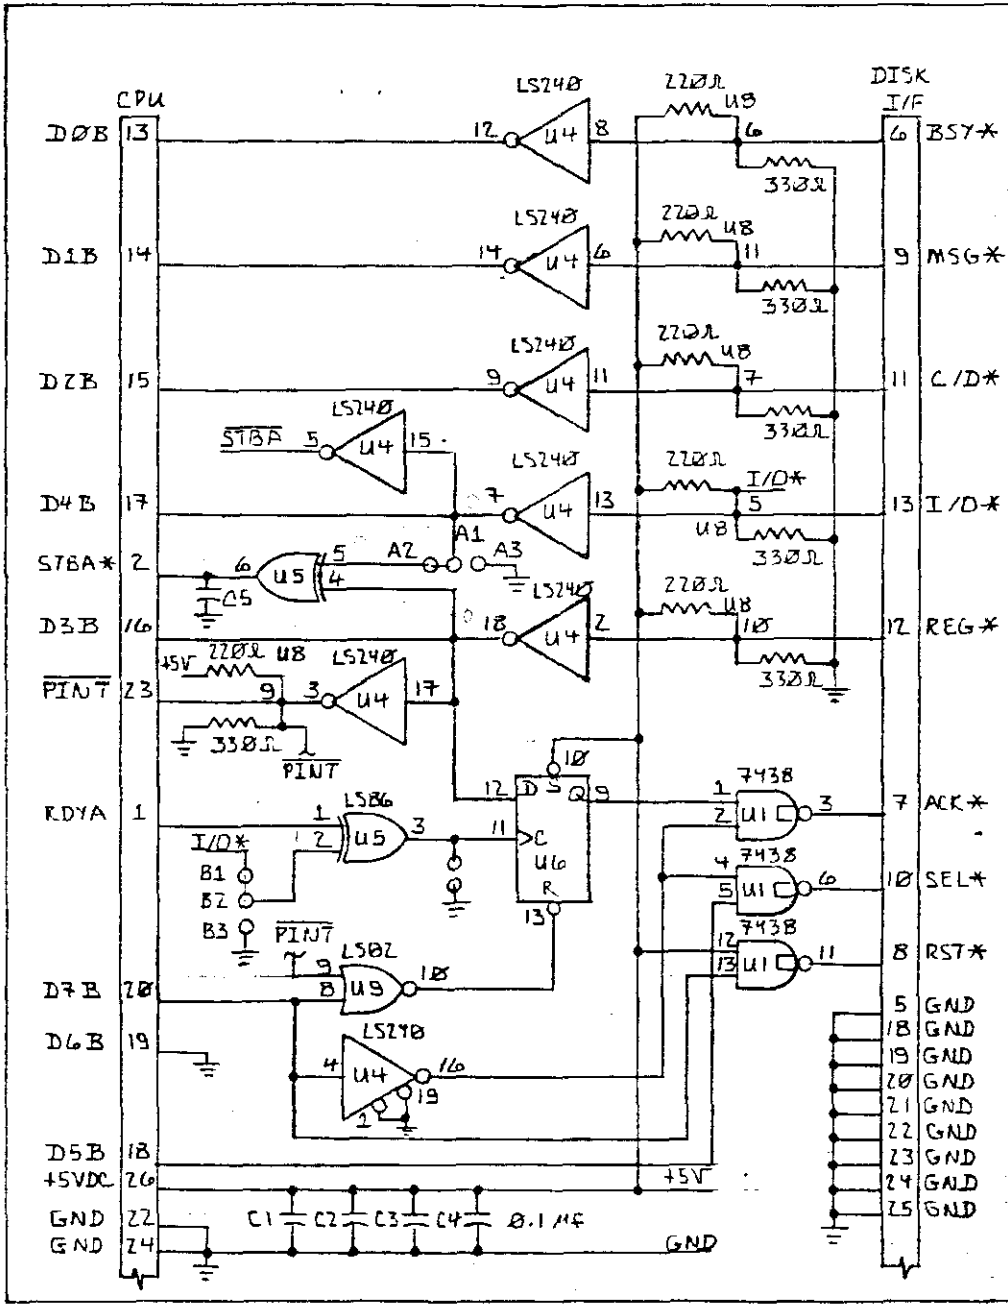 CPU
DISK
I/F
LS240
220Ω U8
DØB 13
12 U4 8
6
6 BSY*
330Ω
LS240
220Ω U8
D1B 14
14 U4 6
11
9 MSG*
330Ω
LS240
220Ω U8
D2B 15
9 U4 11
7
11 C/D*
330Ω
LS240
STBA 5 U4 15
LS240
220Ω I/O*
D4B 17
7 U4 13
5
U8
13 I/O*
330Ω
A1
A2 A3
STBA* 2
6 U5 5
4
C5
220Ω U8
D3B 16
18 U4 2
10
12 REG*
330Ω
+5V 220Ω U8 LS240
PINT 23
9 3 U4 17
330Ω
PINT
10
12 D S Q 9
11 C
U6
R
13
RDYA 1
LS86
1
2 U5 3
I/O*
B1
B2
B3
PINT
7438
1
2 U1 3
7 ACK*
7438
4
5 U1 6
10 SEL*
7438
12
13 U1 11
8 RST*
LS02
D7B 20
9
8 U9 10
D6B 19
LS240
4 U4 16
1 19
D5B 18
+5VDC 26
+5V
GND 22
GND 24
C1 C2 C3 C4 0.1 µF
GND
5 GND
18 GND
19 GND
20 GND
21 GND
22 GND
23 GND
24 GND
25 GND